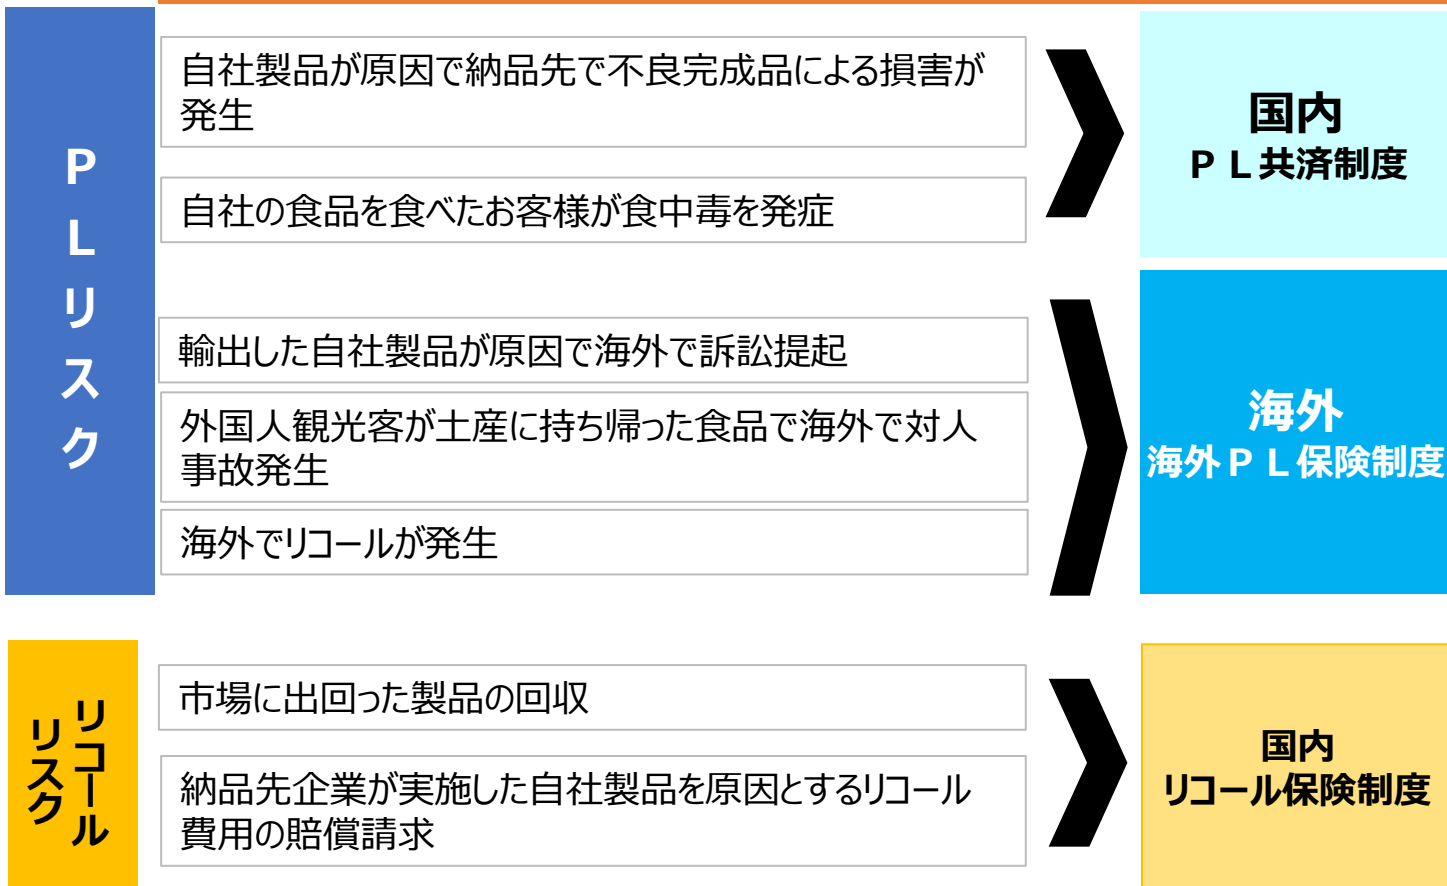 PLリスク
自社製品が原因で納品先で不良完成品による損害が
発生
自社の食品を食べたお客様が食中毒を発症
国内
PL共済制度
輸出した自社製品が原因で海外で訴訟提起
外国人観光客が土産に持ち帰った食品で海外で対人
事故発生
海外でリコールが発生
海外
海外PL保険制度
リコール
リスク
市場に出回った製品の回収
納品先企業が実施した自社製品を原因とするリコール
費用の賠償請求
国内
リコール保険制度